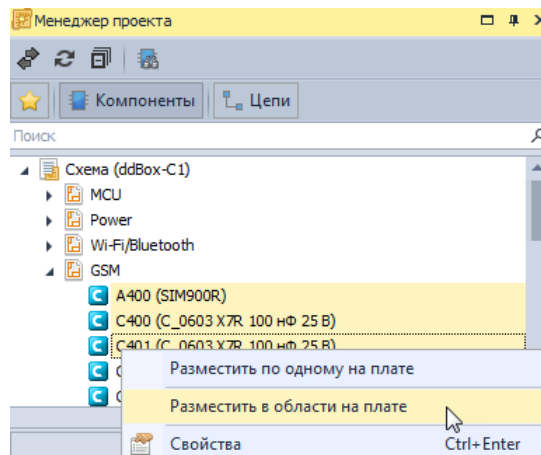 Менеджер проекта
Компоненты
Цепи
Поиск
Схема (ddBox-C1)
MCU
Power
Wi-Fi/Bluetooth
GSM
A400 (SIM900R)
C400 (C_0603 X7R 100 нФ 25 В)
C401 (C_0603 X7R 100 нФ 25 В)
Разместить по одному на плате
Разместить в области на плате
Свойства Ctrl+Enter